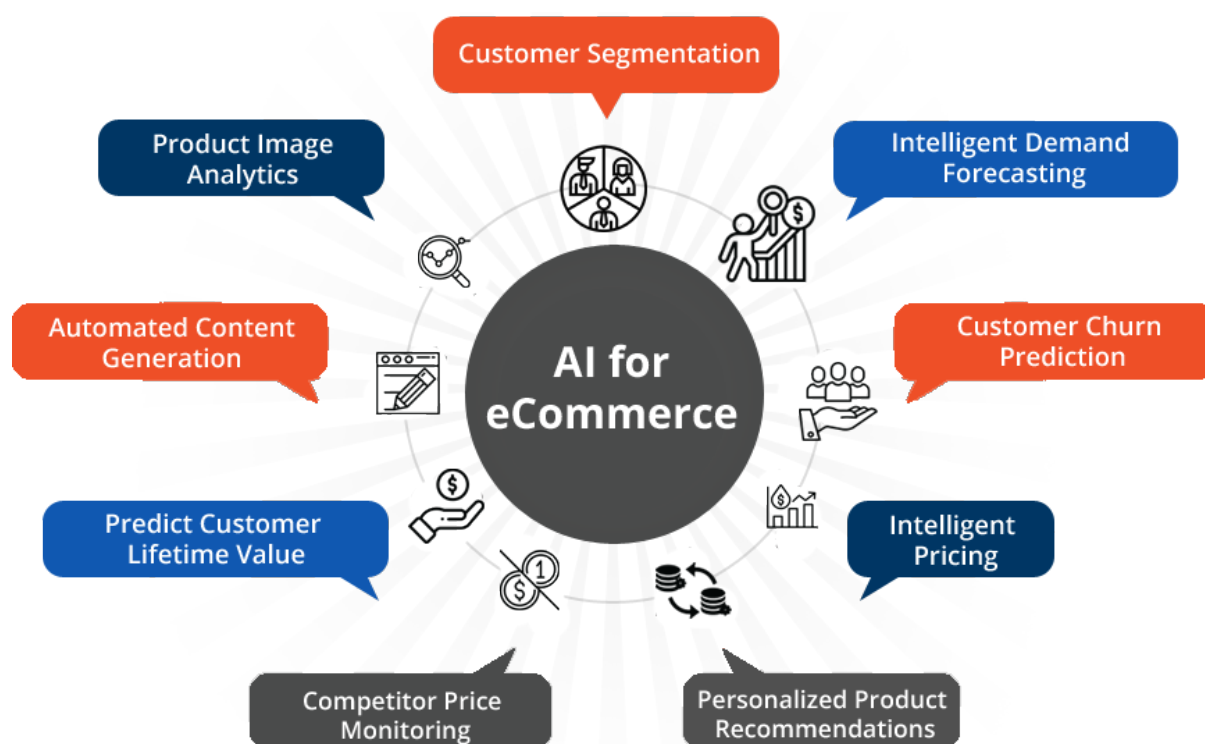 Customer Segmentation
Product Image
Analytics
Intelligent Demand
Forecasting
$
Automated Content
Generation
AI for
eCommerce
Customer Churn
Prediction
$
Predict Customer
Lifetime Value
$
Intelligent
Pricing
1
$
Competitor Price
Monitoring
Personalized Product
Recommendations